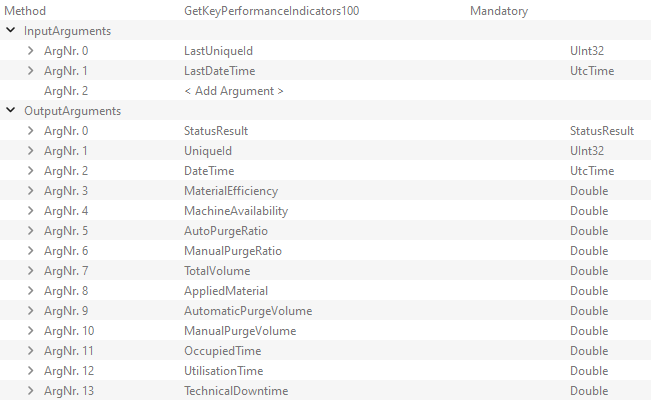 Method GetKeyPerformanceIndicators100 Mandatory
InputArguments
ArgNr. 0 LastUniqueId UInt32
ArgNr. 1 LastDateTime UtcTime
ArgNr. 2 < Add Argument >
OutputArguments
ArgNr. 0 StatusResult StatusResult
ArgNr. 1 UniqueId UInt32
ArgNr. 2 DateTime UtcTime
ArgNr. 3 MaterialEfficiency Double
ArgNr. 4 MachineAvailability Double
ArgNr. 5 AutoPurgeRatio Double
ArgNr. 6 ManualPurgeRatio Double
ArgNr. 7 TotalVolume Double
ArgNr. 8 AppliedMaterial Double
ArgNr. 9 AutomaticPurgeVolume Double
ArgNr. 10 ManualPurgeVolume Double
ArgNr. 11 OccupiedTime Double
ArgNr. 12 UtilisationTime Double
ArgNr. 13 TechnicalDowntime Double